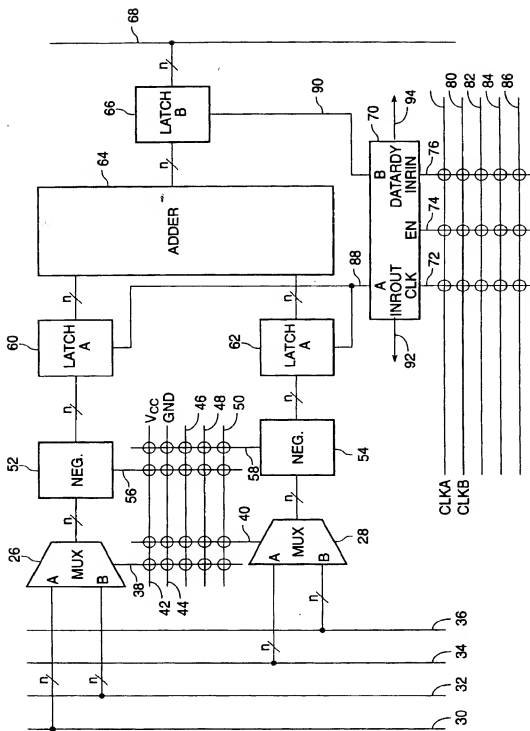 68
n
66
LATCH
B
n
90
64
ADDER
n
n
60
LATCH
A
62
LATCH
A
88
n
n
52
NEG.
56
VCC
GND
46
48
50
58
NEG.
54
n
n
26
MUX
A
B
38
42
44
40
MUX
A
B
28
n
n
n
n
30
32
34
36
70
A
B
INROUT
DATARDY
CLK
EN
INRIN
92
94
72
74
76
CLKA
CLKB
80
82
84
86